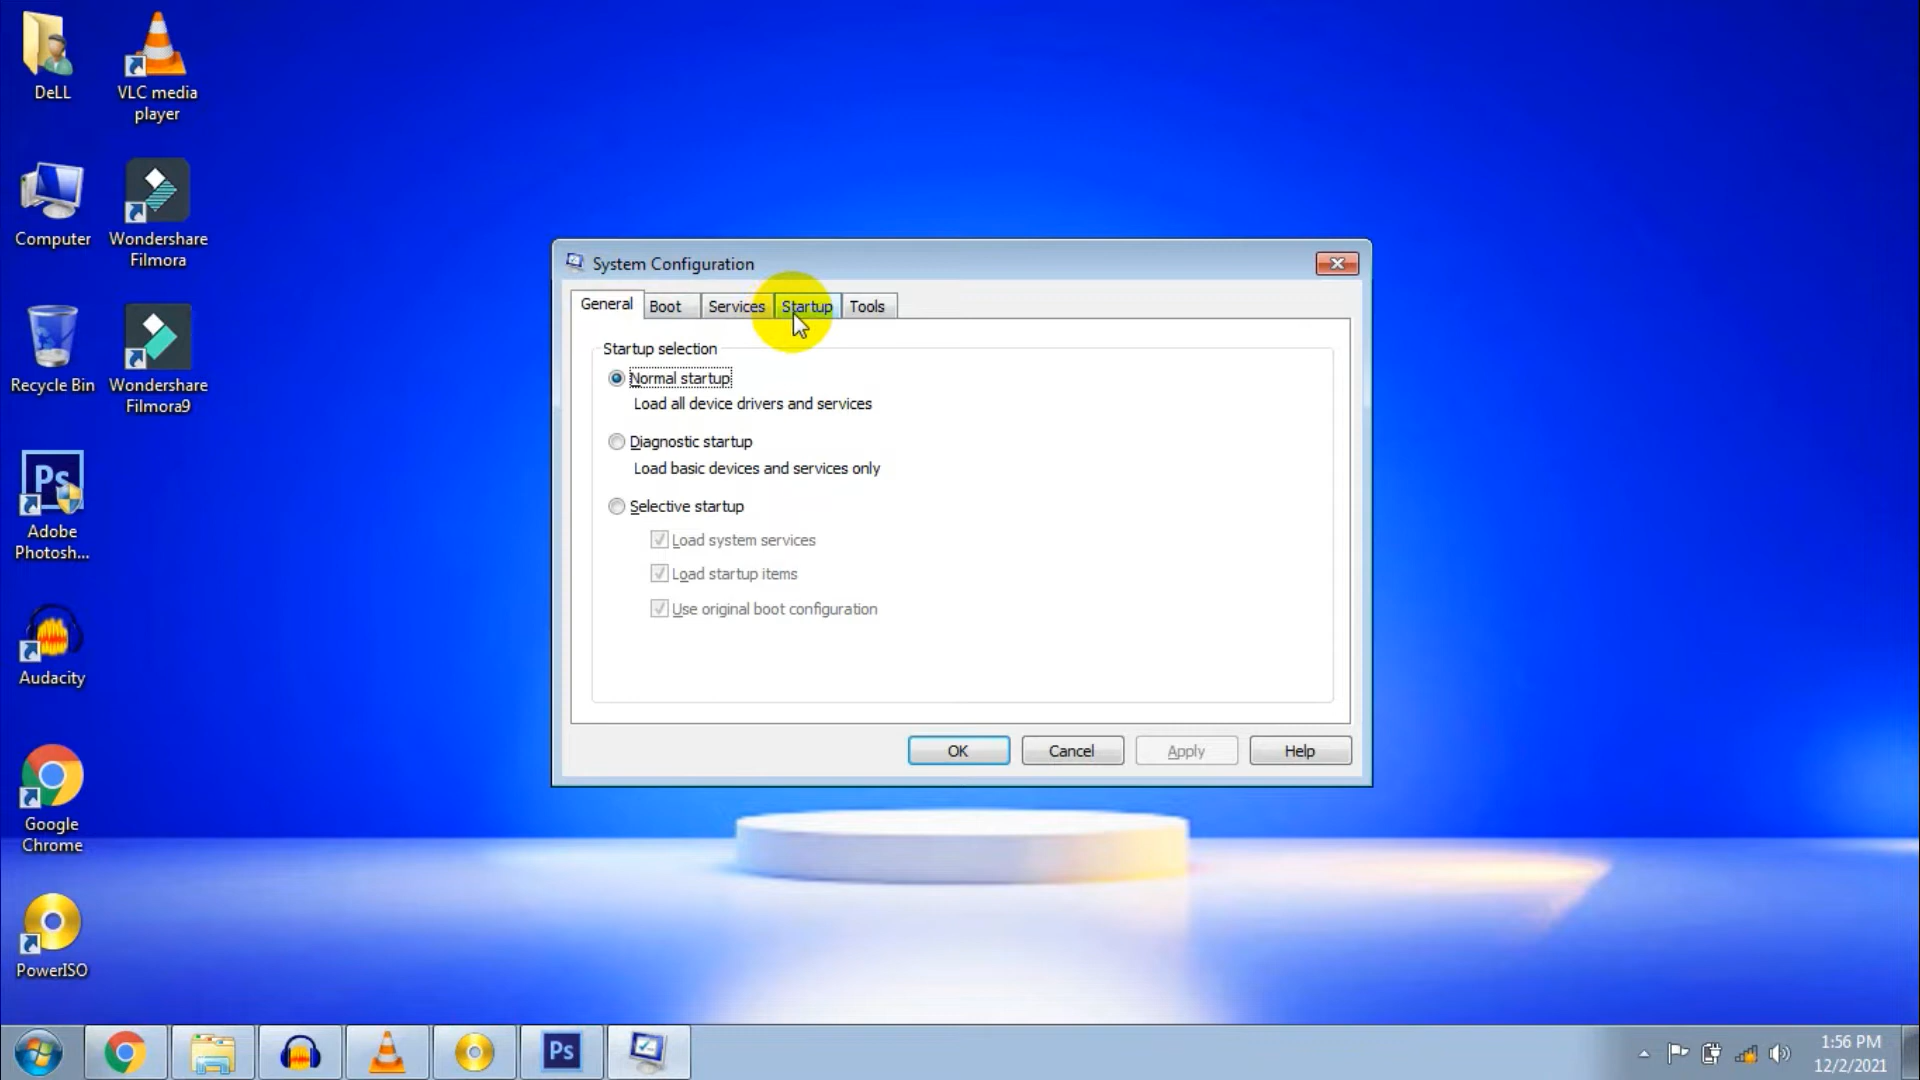 DeLL
VLC media
player
Computer
Wondershare
Filmora
Recycle Bin
Wondershare
Filmora9
Ps
Adobe
Photosh...
Audacity
Google
Chrome
PowerISO
System Configuration
General
Boot
Services
Startup
Tools
Startup selection
Normal startup
Load all device drivers and services
Diagnostic startup
Load basic devices and services only
Selective startup
Load system services
Load startup items
Use original boot configuration
OK
Cancel
Apply
Help
Ps
1:56 PM
12/2/2021